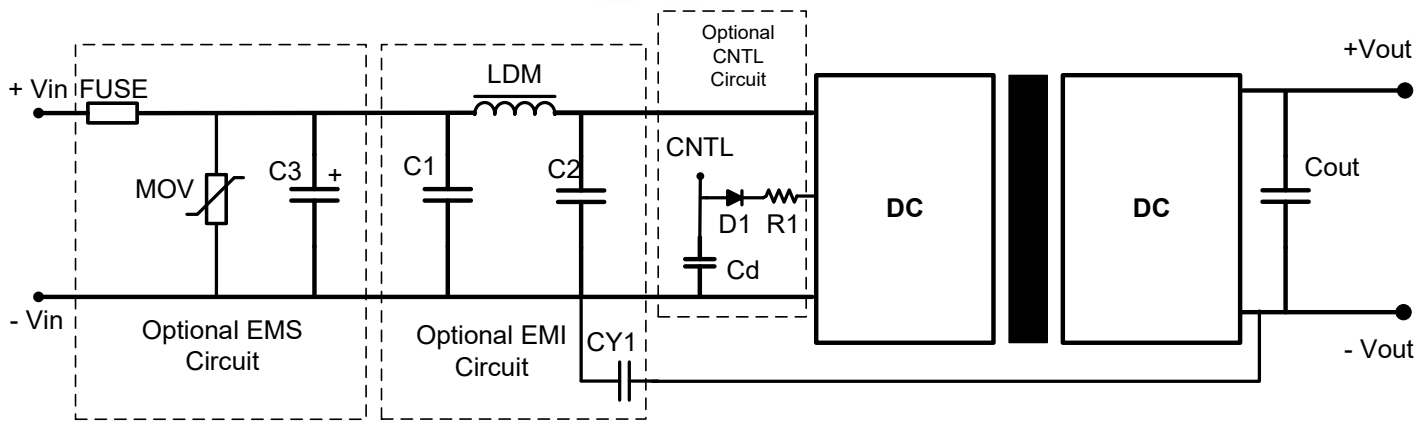 Optional
CNTL
Circuit
+Vout
LDM
+ Vin
FUSE
CNTL
C3
+
C1
C2
MOV
Cout
DC
DC
D1
R1
Cd
- Vin
Optional EMS
Circuit
Optional EMI
Circuit
CY1
- Vout